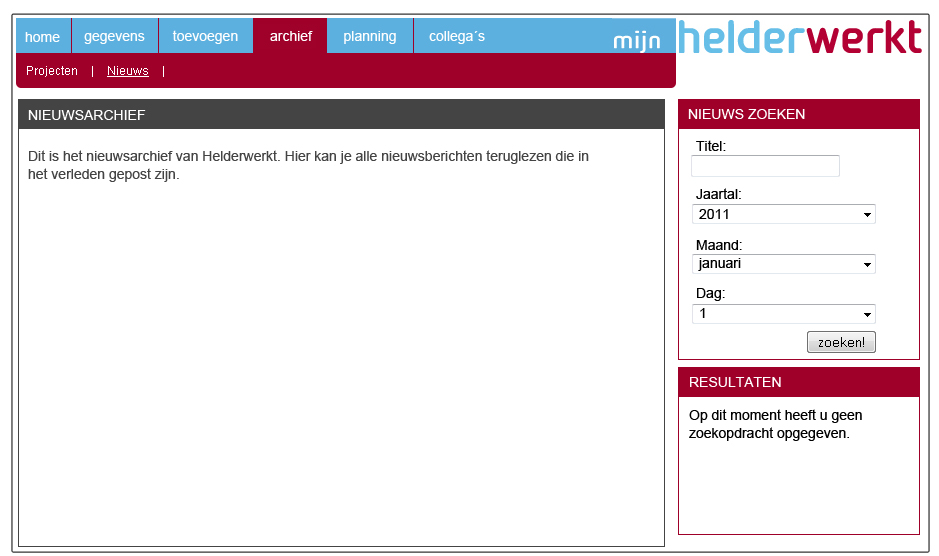 home gegevens toevoegen archief planning collega´s mijn helderwerkt
Projecten | Nieuws |
NIEUWSARCHIEF
Dit is het nieuwsarchief van Helderwerkt. Hier kan je alle nieuwsberichten teruglezen die in
het verleden gepost zijn.
NIEUWS ZOEKEN
Titel:
Jaartal:
2011
Maand:
januari
Dag:
1
zoeken!
RESULTATEN
Op dit moment heeft u geen
zoekopdracht opgegeven.